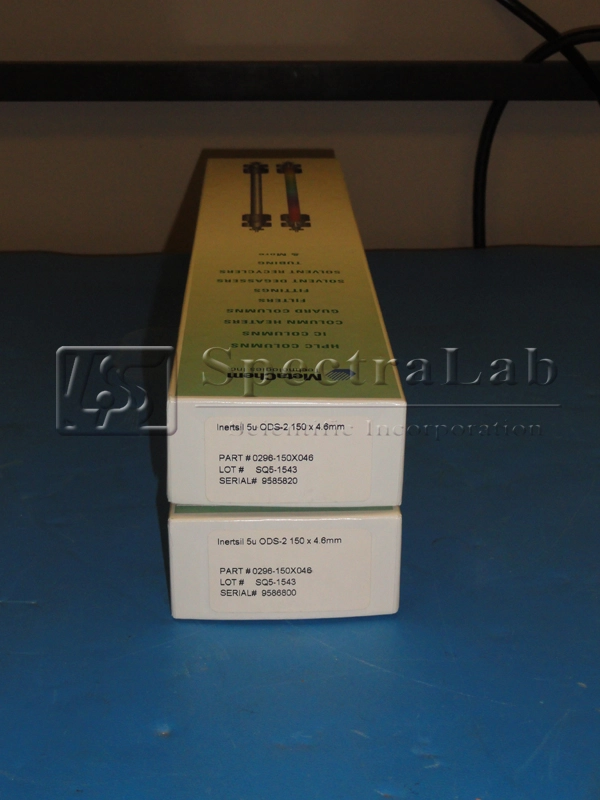 & More
TUBING
SOLVENT RECYCLERS
SOLVENT DEGASSERS
FITTINGS
FILTERS
GUARD COLUMNS
COLUMN HEATERS
IC COLUMNS
HPLC COLUMNS
MetaChem
Technologies Inc.
SpectraLab
Scientific Incorporation
Inertsil 5u ODS-2 150 x 4.6mm
PART # 0296-150X046
LOT # SQ5-1543
SERIAL# 9585820
Inertsil 5u ODS-2 150 x 4.6mm
PART # 0296-150X046
LOT # SQ5-1543
SERIAL# 9586800